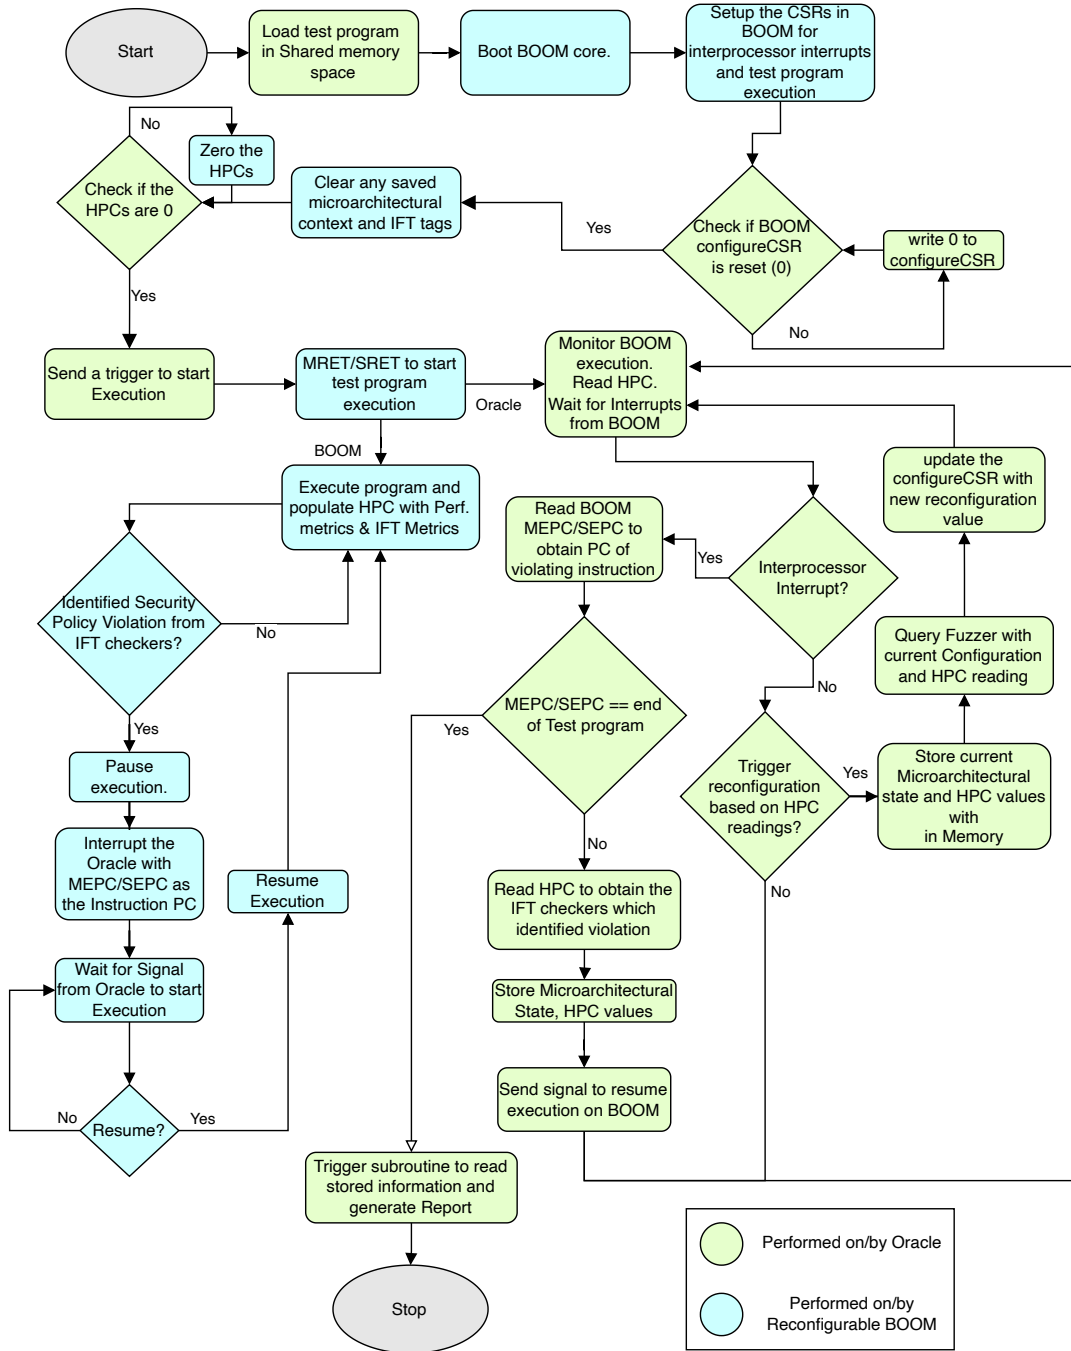 Start
Load test program
in Shared memory
space
Boot BOOM core.
Setup the CSRs in
BOOM for
interprocessor interrupts
and test program
execution
No
Zero the
HPCs
Check if the
HPCs are 0
Clear any saved
microarchitectural
context and IFT tags
Yes
Check if BOOM
configureCSR
is reset (0)
write 0 to
configureCSR
No
Yes
Send a trigger to start
Execution
MRET/SRET to start
test program
execution
Oracle
BOOM
Monitor BOOM
execution.
Read HPC.
Wait for Interrupts
from BOOM
Execute program and
populate HPC with Perf.
metrics & IFT Metrics
Read BOOM
MEPC/SEPC to
obtain PC of
violating instruction
Yes
Interprocessor
Interrupt?
update the
configureCSR with
new reconfigration
value
Identified Security
Policy Violation from
IFT checkers?
No
Query Fuzzer with
current Configuration
and HPC reading
No
MEPC/SEPC == end
of Test program
Yes
Yes
Pause
execution.
Trigger
reconfiguration
based on HPC
readings?
Yes
Store current
Microarchitectural
state and HPC values
with
in Memory
Interrupt the
Oracle with
MEPC/SEPC as
the Instruction PC
Resume
Execution
No
No
Read HPC to obtain the
IFT checkers which
identified violation
Wait for Signal
from Oracle to start
Execution
Store Microarchitectural
State, HPC values
Send signal to resume
execution on BOOM
No
Resume?
Yes
Trigger subroutine to read
stored information and
generate Report
Stop
Performed on/by Oracle
Performed on/by
Reconfigurable BOOM